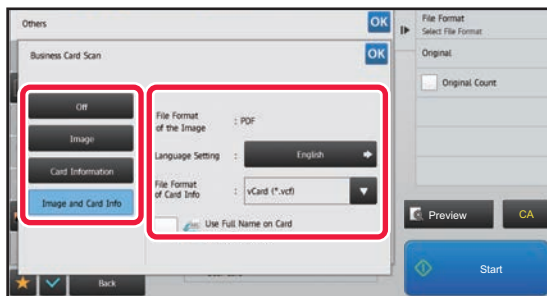 Others
OK
Business Card Scan
OK
Off
Image
Card Information
Image and Card Info
File Format
of the Image
: PDF
Language Setting
:
English
File Format
of Card Info
:
vCard (*.vcf)
Use Full Name on Card
Back
File Format
Select File Format
Original
Original Count
Preview
CA
Start